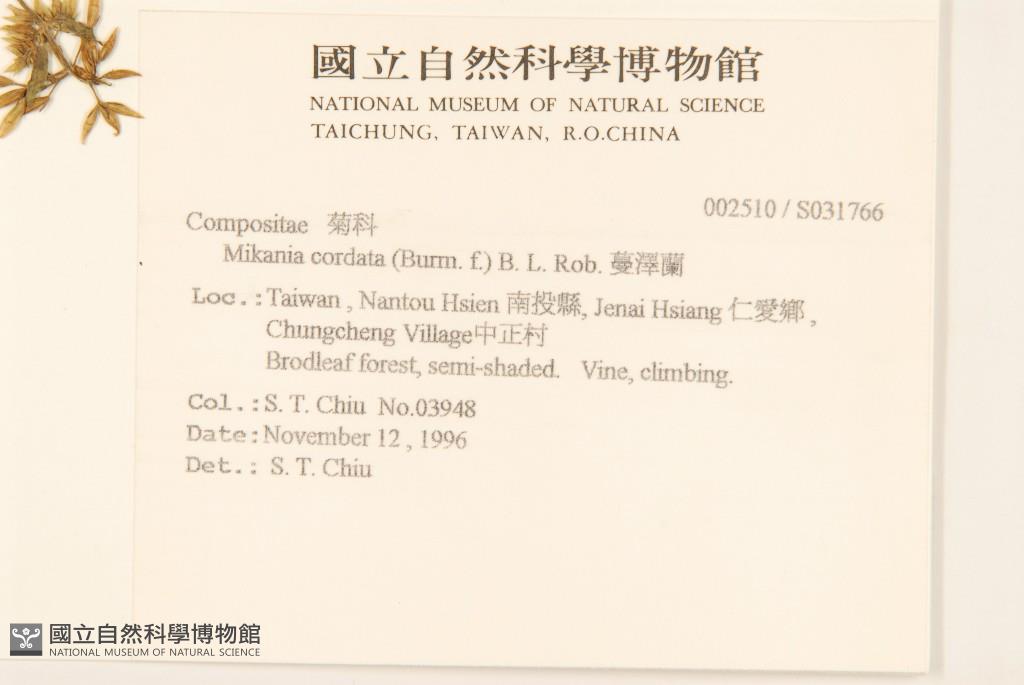 國立自然科學博物館
NATIONAL MUSEUM OF NATURAL SCIENCE
TAICHUNG, TAIWAN, R.O.CHINA
002510 / S031766
Compositae 菊科
Mikania cordata (Burm. f.) B. L. Rob. 蔓澤蘭
Loc.:Taiwan , Nantou Hsien 南投縣, Jenai Hsiang 仁愛鄉 ,
Chungcheng Village中正村
Brodleaf forest, semi-shaded. Vine, climbing.
Col.:S. T. Chiu No.03948
Date:November 12 , 1996
Det.: S. T. Chiu
國立自然科學博物館
NATIONAL MUSEUM OF NATURAL SCIENCE